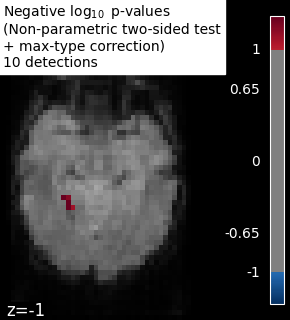 Negative log₁₀ p-values
(Non-parametric two-sided test
+ max-type correction)
10 detections
1
0.65
0
-0.65
-1
z=-1